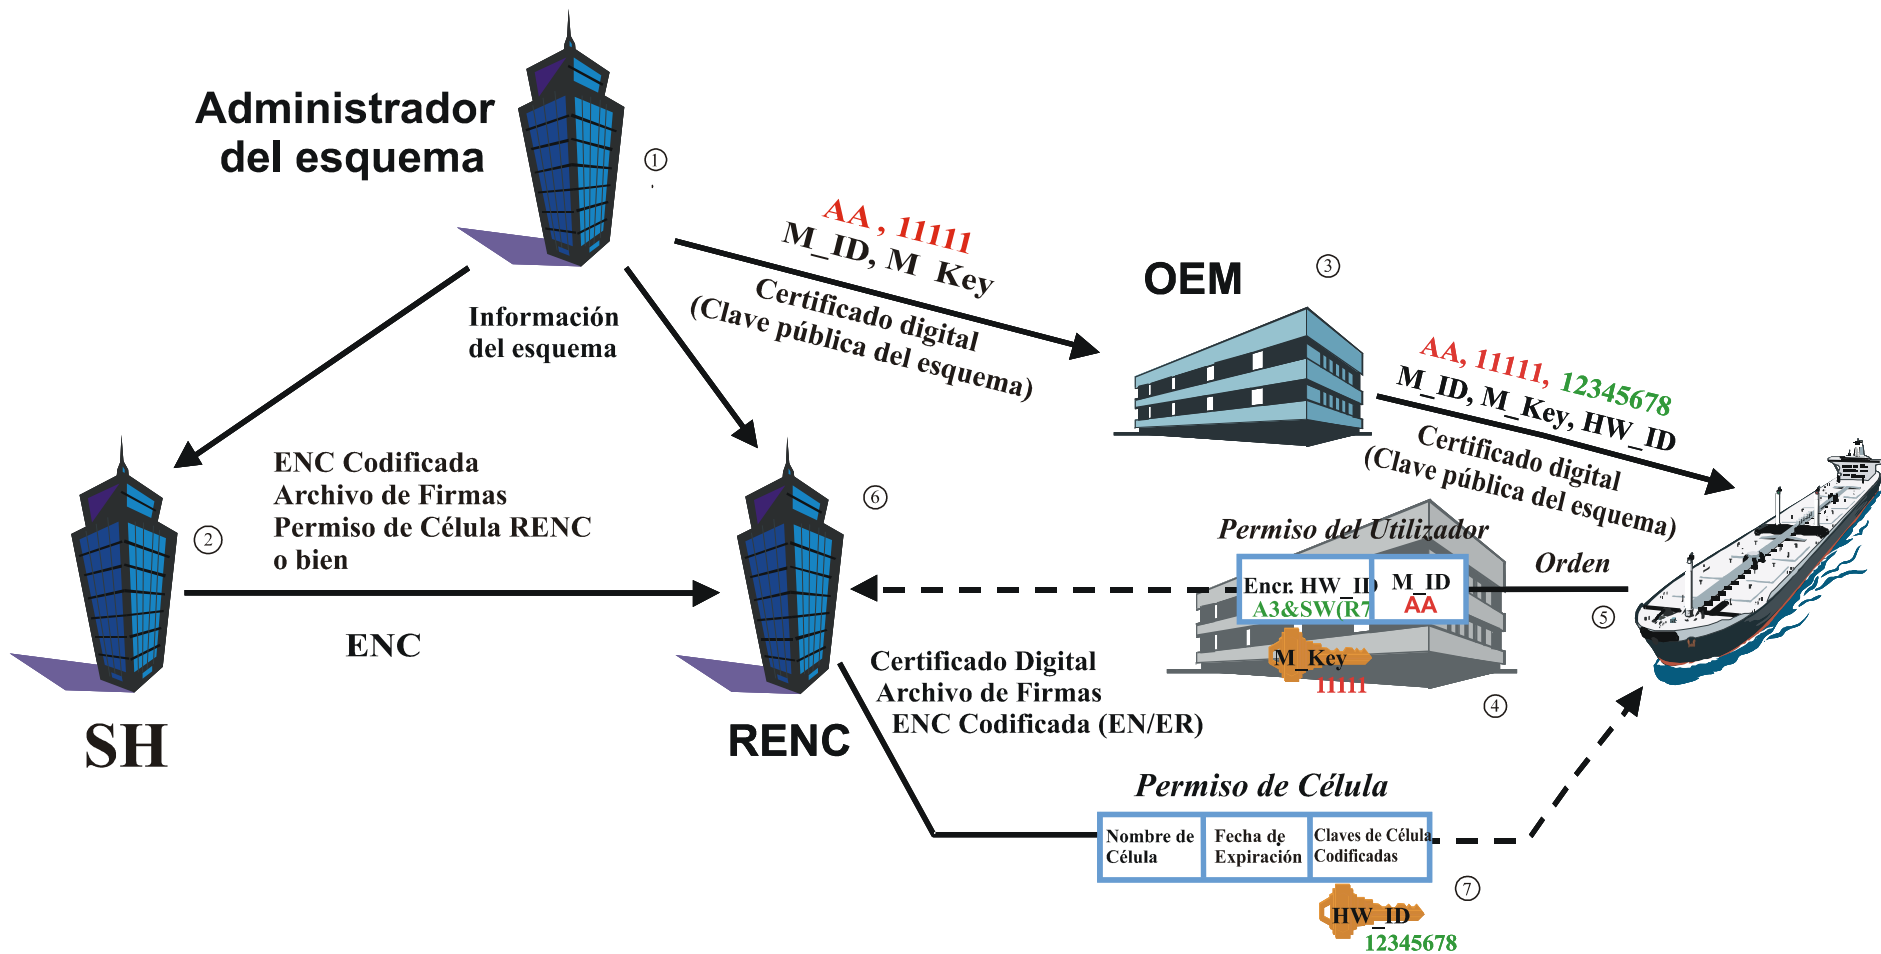 Administrador
del esquema
1
AA , 11111
M_ID, M_Key
Certificado digital
(Clave pública del esquema)
Información
del esquema
OEM
3
AA, 11111, 12345678
M_ID, M_Key, HW_ID
Certificado digital
(Clave pública del esquema)
ENC Codificada
Archivo de Firmas
Permiso de Célula RENC
o bien
2
ENC
SH
6
RENC
Permiso del Utilizador
Encr. HW_ID
A3&SW(R7
M_ID
AA
M_Key
11111
4
Orden
5
Certificado Digital
Archivo de Firmas
ENC Codificada (EN/ER)
Permiso de Célula
Nombre de
Célula
Fecha de
Expiración
Claves de Célula
Codificadas
7
HW_ID
12345678